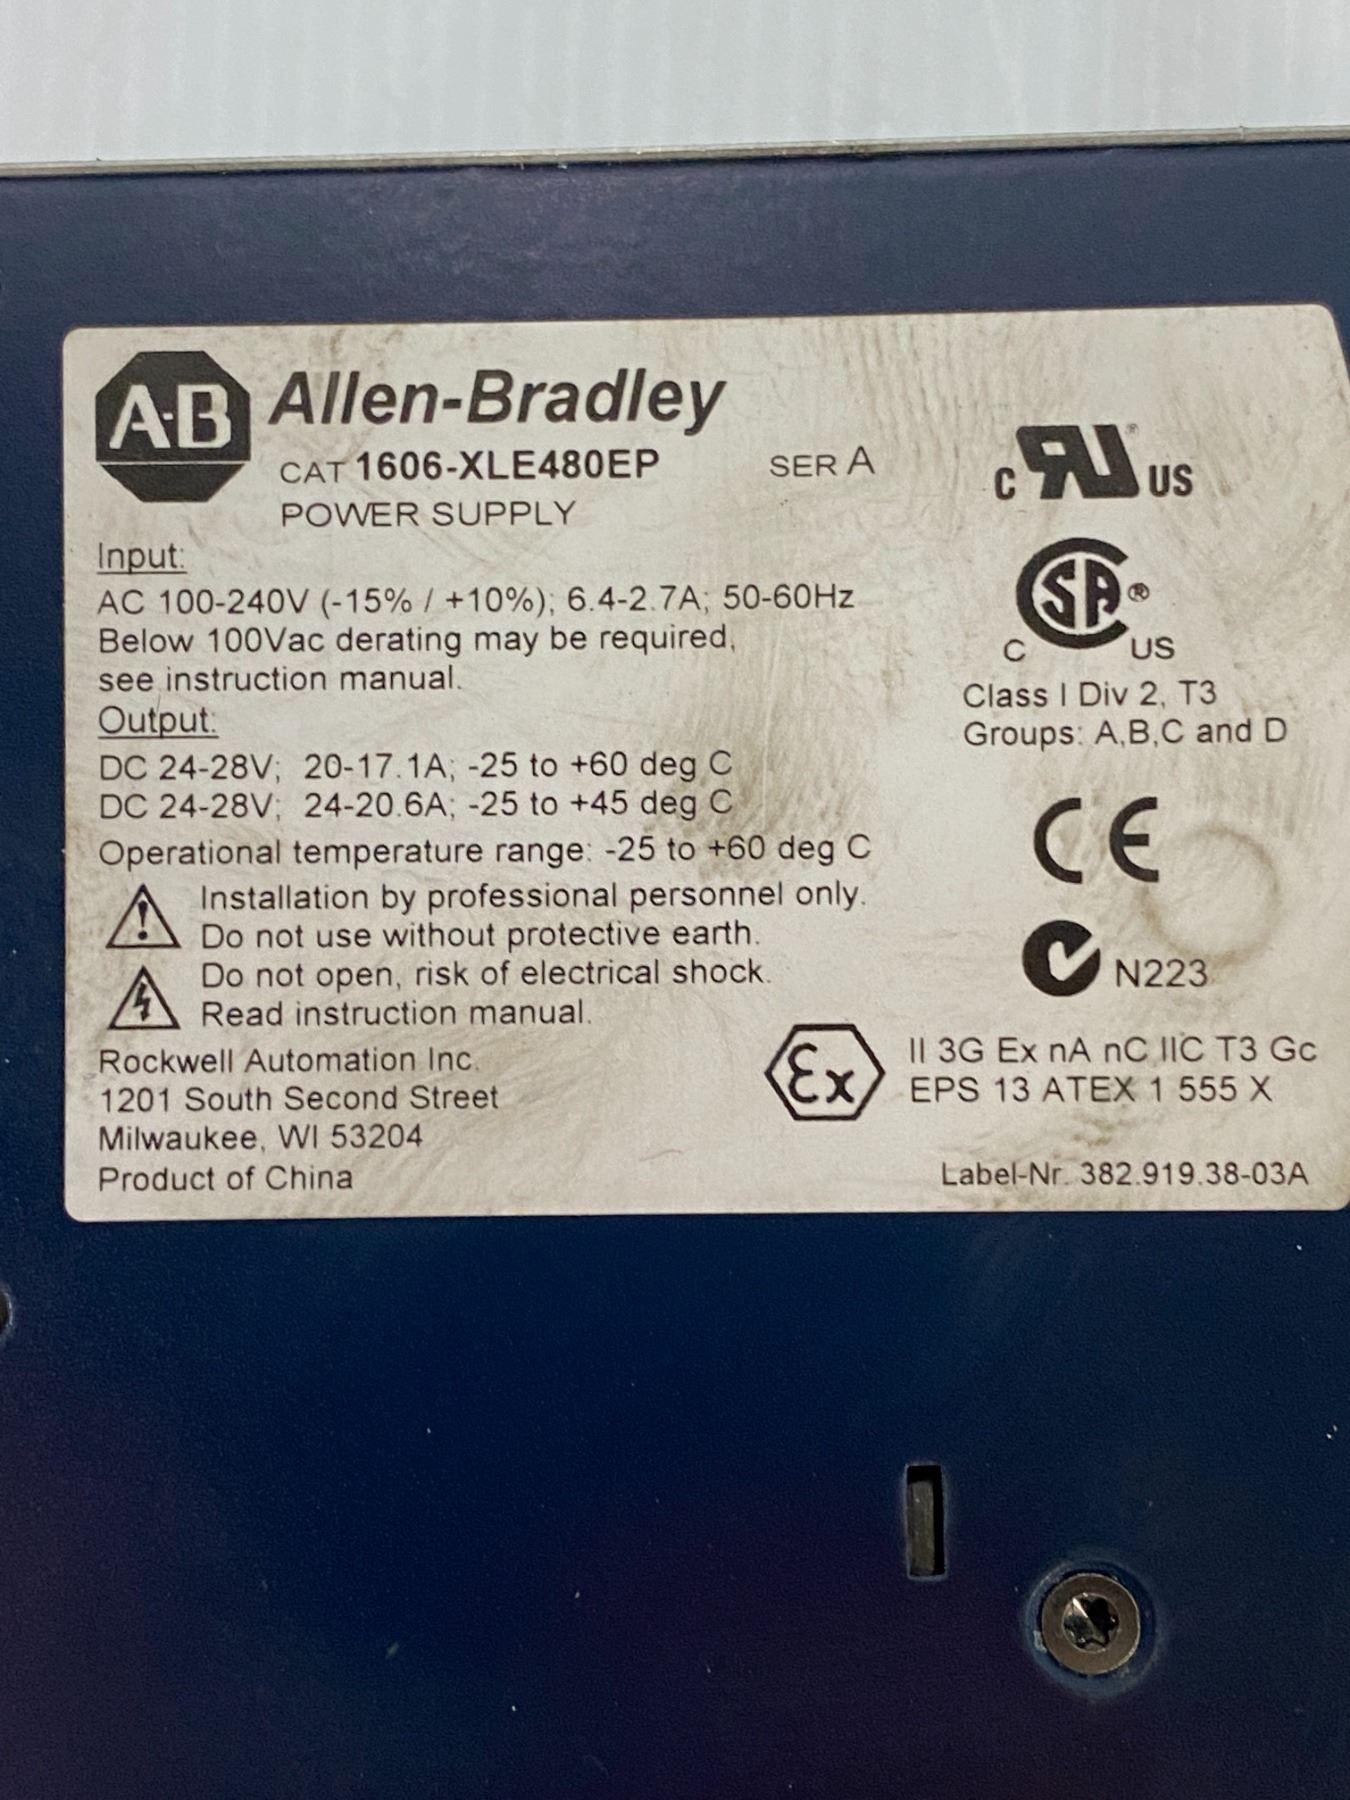 A-B Allen-Bradley
CAT 1606-XLE480EP SER A
POWER SUPPLY
Input:
AC 100-240V (-15% / +10%); 6.4-2.7A; 50-60Hz
Below 100Vac derating may be required,
see instruction manual.
Output:
DC 24-28V; 20-17.1A; -25 to +60 deg C
DC 24-28V; 24-20.6A; -25 to +45 deg C
Operational temperature range: -25 to +60 deg C
Installation by professional personnel only.
Do not use without protective earth.
Do not open, risk of electrical shock.
Read instruction manual.
Rockwell Automation Inc.
1201 South Second Street
Milwaukee, WI 53204
Product of China
C RU® US
CSA®
C US
Class I Div 2, T3
Groups: A,B,C and D
CE
N223
Ex II 3G Ex nA nC IIC T3 Gc
EPS 13 ATEX 1 555 X
Label-Nr. 382.919.38-03A